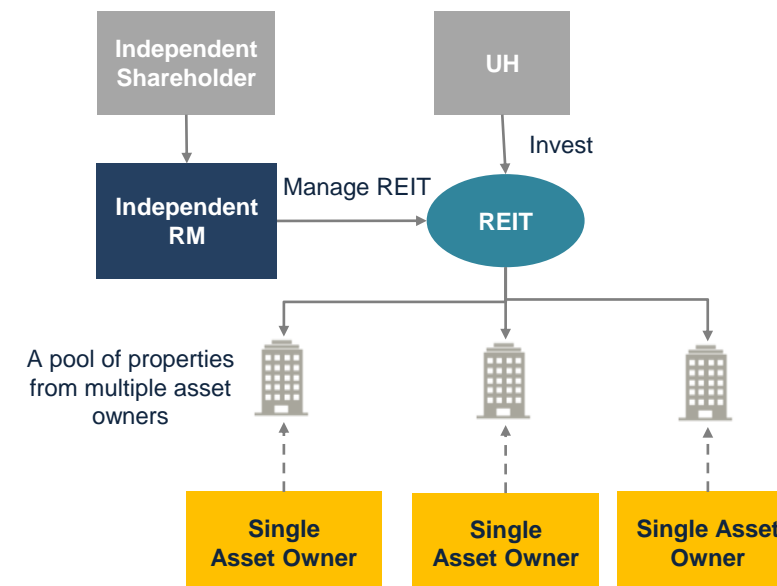 Independent
Shareholder
UH
Invest
Independent
RM
Manage REIT
REIT
A pool of properties
from multiple asset
owners
Single
Asset Owner
Single
Asset Owner
Single Asset
Owner